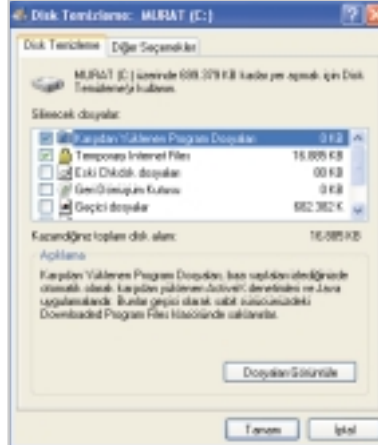 Disk Temizleme: MURAT (C:)
Disk Temizleme Diğer Seçenekler
MURAT (C:) üzerinde 699.379 KB kadar yer açmak için Disk
Temizleme'yi kullanın.
Silinecek dosyalar:
Karşıdan Yüklenen Program Dosyaları 0 KB
Temporary Internet Files 16.885 KB
Eski Chkdsk dosyaları 00 KB
Geri Dönüşüm Kutusu 0 KB
Geçici dosyalar 682.382 K
Kazandığınız toplam disk alanı: 16.885 KB
Açıklama
Karşıdan Yüklenen Program Dosyaları, bazı sayfaları izlediğinizde
otomatik olarak karşıdan yüklenen ActiveX denetimleri ve Java
uygulamalarıdır. Bunlar geçici olarak sabit sürücünüzdeki
Downloaded Program Files klasöründe saklanırlar.
Dosyaları Görüntüle
Tamam İptal